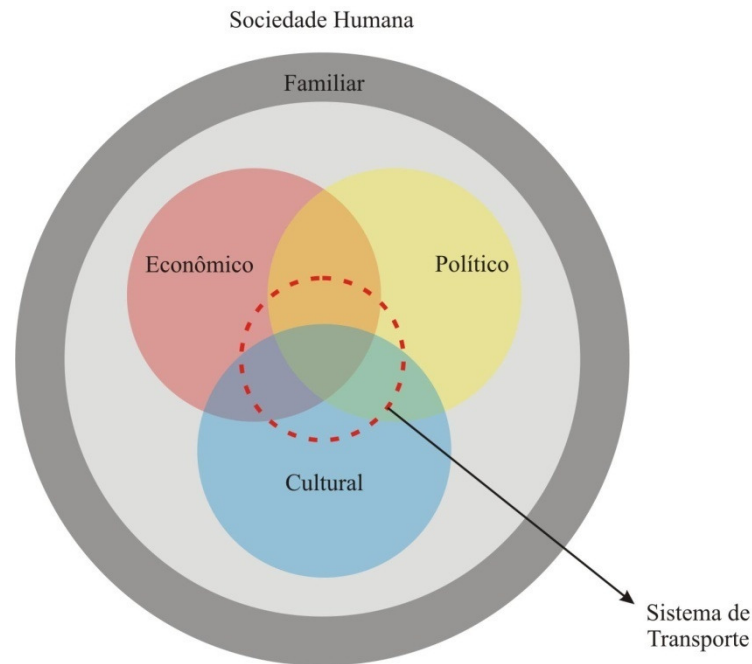 Sociedade Humana
Familiar
Econômico
Político
Cultural
Sistema de
Transporte